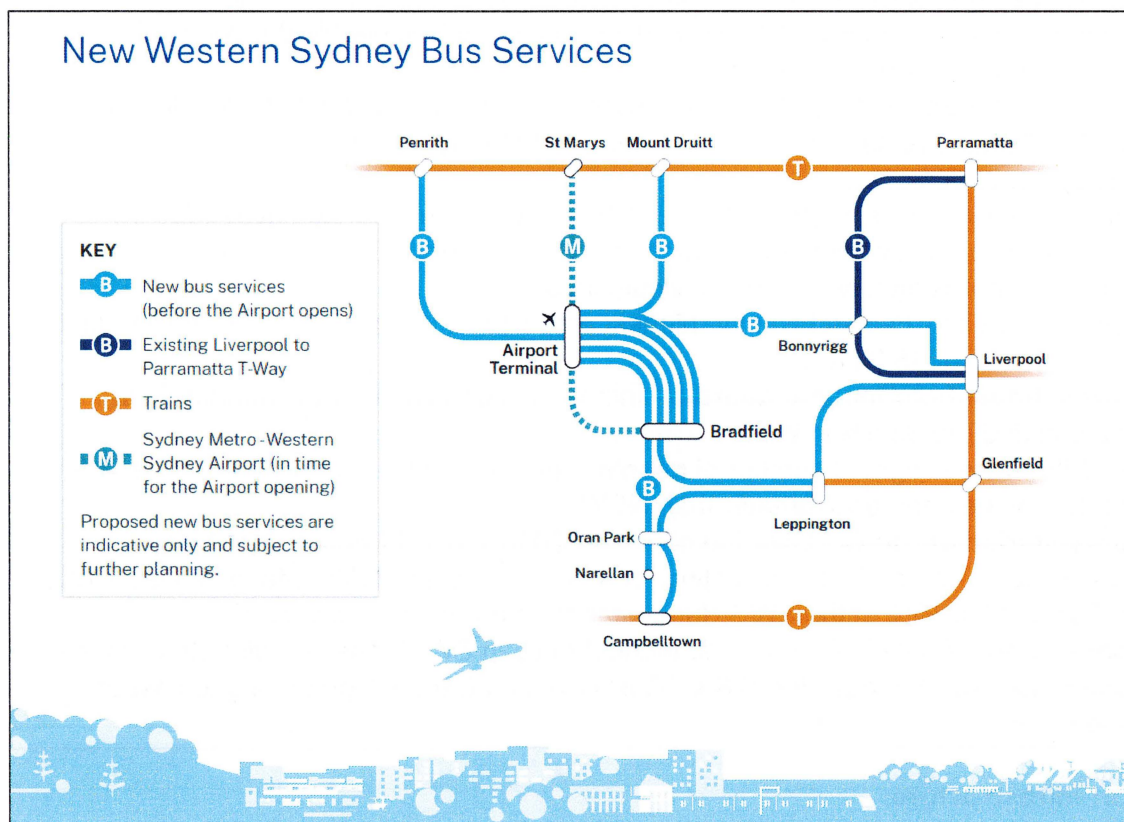 New Western Sydney Bus Services
Penrith
St Marys
Mount Druitt
Parramatta
T
KEY
B
New bus services
(before the Airport opens)
B
Existing Liverpool to
Parramatta T-Way
T
Trains
M
Sydney Metro - Western
Sydney Airport (in time
for the Airport opening)
Proposed new bus services are
indicative only and subject to
further planning.
B
M
B
B
B
Airport
Terminal
Bonnyrigg
Liverpool
Bradfield
Glenfield
B
Leppington
Oran Park
Narellan
T
Campbelltown